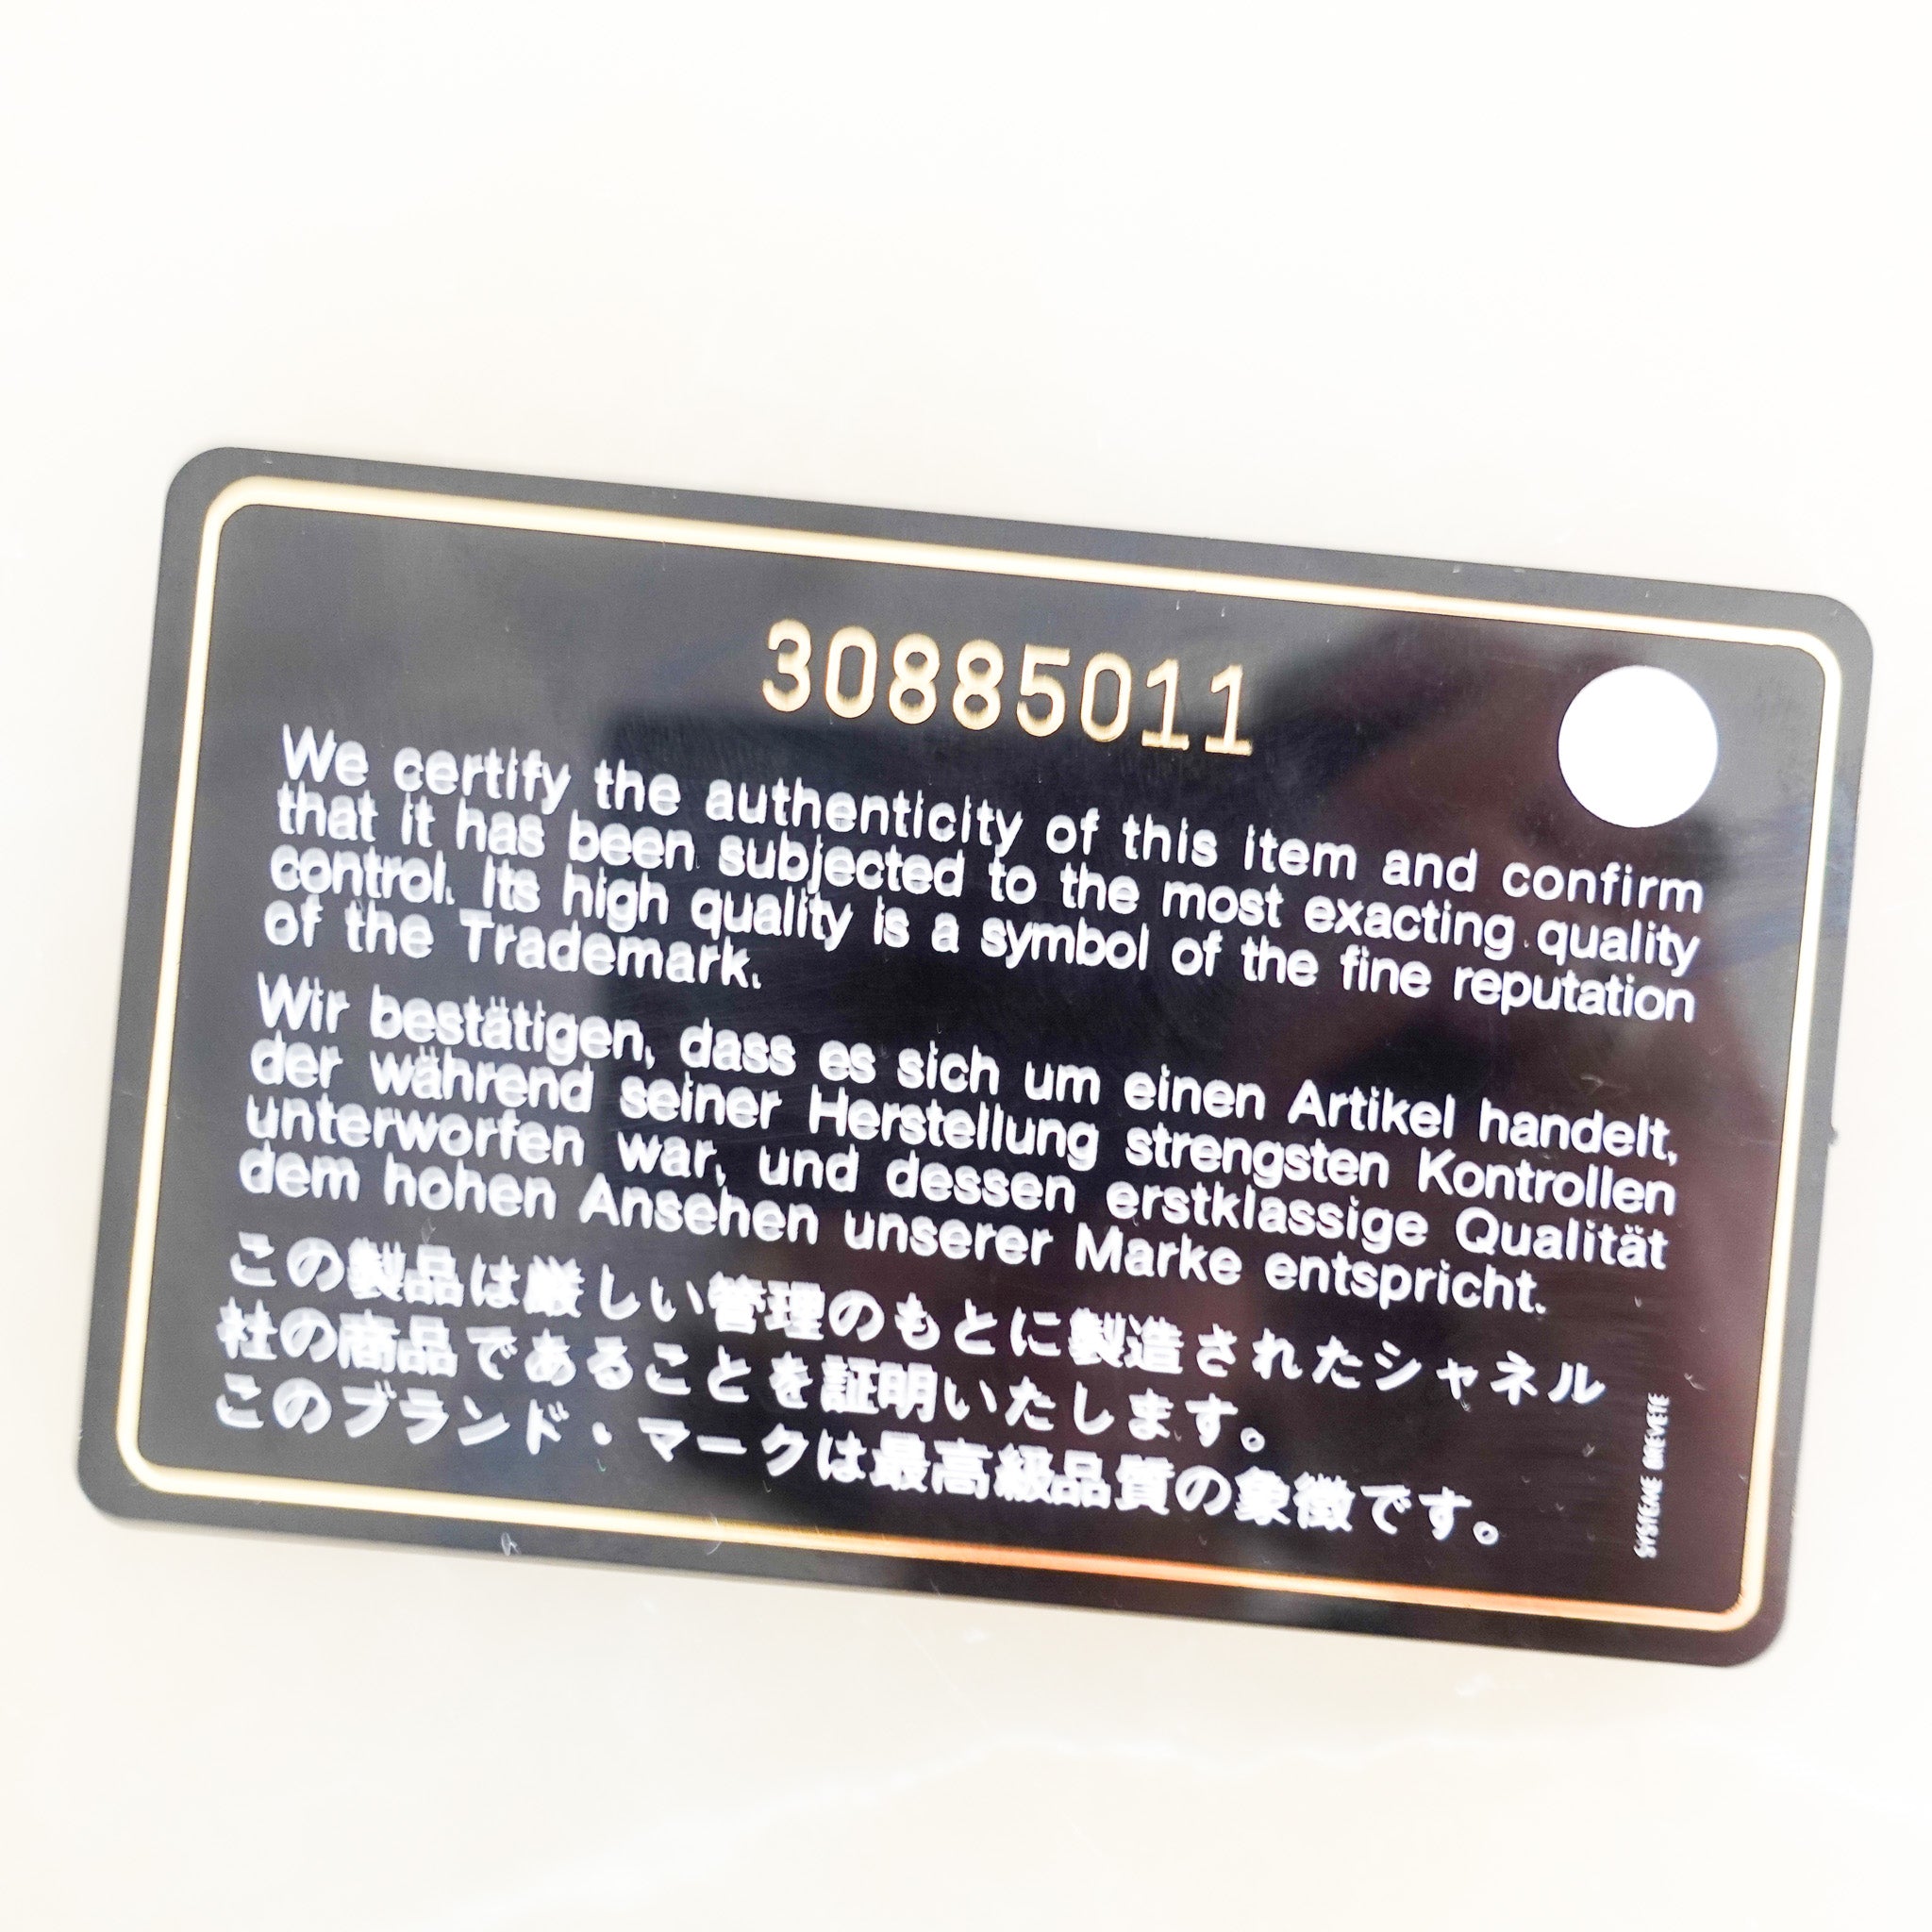 30885011
We certify the authenticity of this item and confirm
that it has been subjected to the most exacting quality
control. Its high quality is a symbol of the fine reputation
of the Trademark.
Wir bestätigen, dass es sich um einen Artikel handelt,
der während seiner Herstellung strengsten Kontrollen
unterworfen war, und dessen erstklassige Qualität
dem hohen Ansehen unserer Marke entspricht.
この製品は厳しい管理のもとに製造されたシャネル
社の商品であることを証明いたします。
このブランド・マークは最高級品質の象徴です。
SYSTEME BREVETE